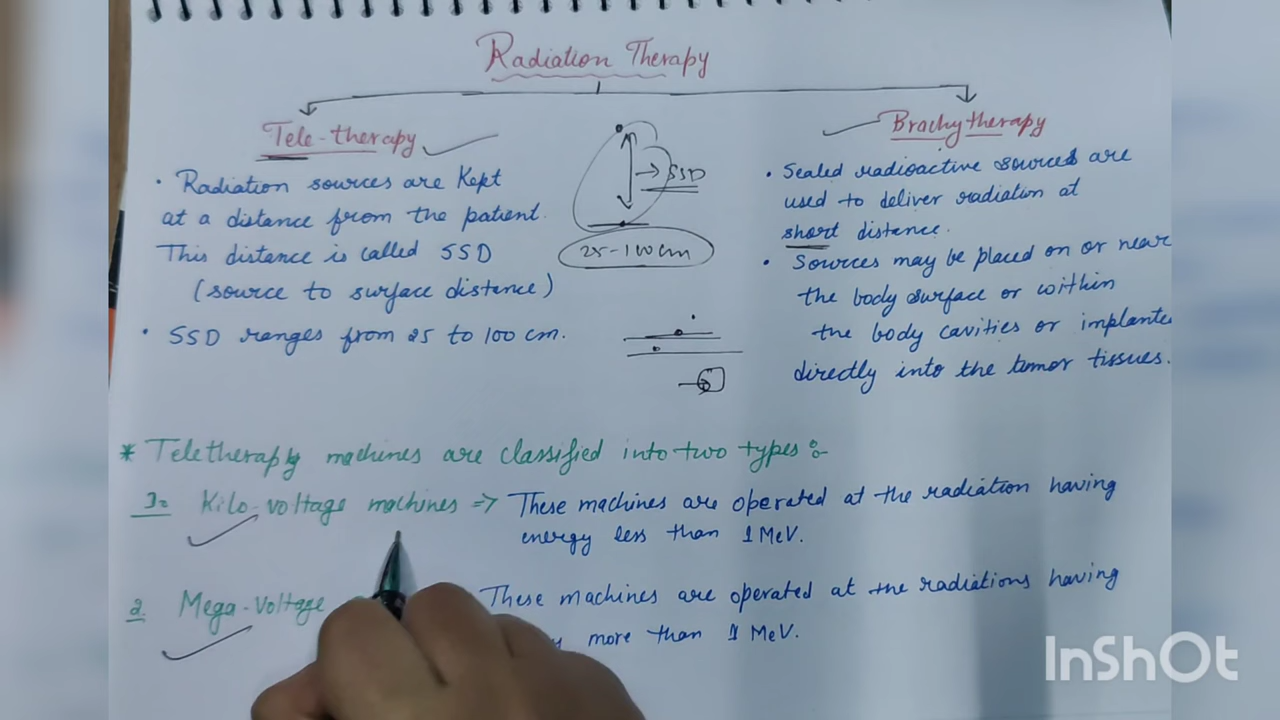 Radiation Therapy
Tele-therapy
• Radiation sources are Kept
at a distance from the patient.
This distance is called SSD
(source to surface distance)
• SSD ranges from 25 to 100 cm.
SSD
25-100cm
Brachytherapy
• Sealed radioactive sources are
used to deliver radiation at
short distance.
• Sources may be placed on or near
the body surface or within
the body cavities or implante
directly into the tumor tissues.
* Teletherapy machines are classified into two types :-
1. Kilo-voltage machines => These machines are operated at the radiation having
energy less than 1 MeV.
2. Mega-voltage These machines are operated at the radiations having
more than 1 MeV.
InShOt